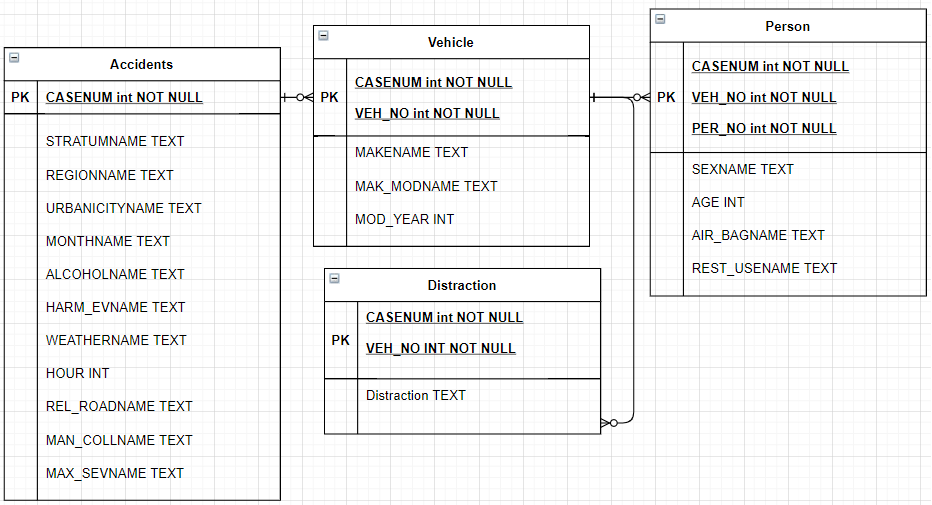 Accidents
PK
CASENUM int NOT NULL
STRATUMNAME TEXT
REGIONNAME TEXT
URBANICITYNAME TEXT
MONTHNAME TEXT
ALCOHOLNAME TEXT
HARM_EVNAME TEXT
WEATHERNAME TEXT
HOUR INT
REL_ROADNAME TEXT
MAN_COLLNAME TEXT
MAX_SEVNAME TEXT
Vehicle
PK
CASENUM int NOT NULL
VEH_NO int NOT NULL
MAKENAME TEXT
MAK_MODNAME TEXT
MOD_YEAR INT
Distraction
PK
CASENUM int NOT NULL
VEH_NO INT NOT NULL
Distraction TEXT
Person
PK
CASENUM int NOT NULL
VEH_NO int NOT NULL
PER_NO int NOT NULL
SEXNAME TEXT
AGE INT
AIR_BAGNAME TEXT
REST_USENAME TEXT